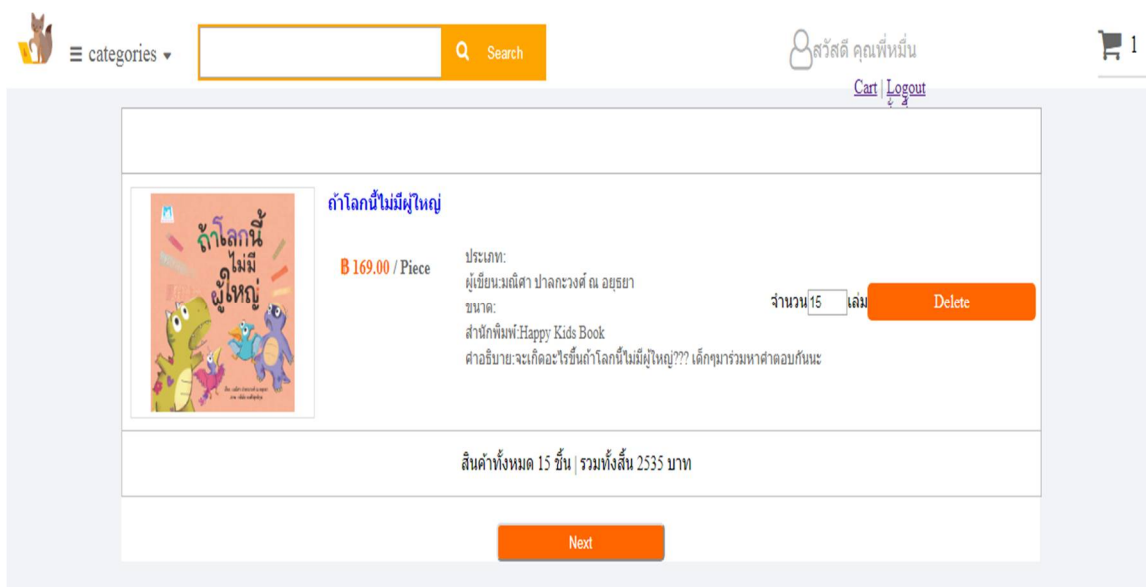 ≡ categories ▾
Search
สวัสดี คุณพี่หมื่น
1
Cart | Logout
ถ้าโลกนี้
ไม่มี
ผู้ใหญ่
ถ้าโลกนี้ไม่มีผู้ใหญ่
฿ 169.00 / Piece
ประเภท:
ผู้เขียน:มณิศา ปาลกะวงศ์ ณ อยุธยา
ขนาด:
สำนักพิมพ์:Happy Kids Book
คำอธิบาย:จะเกิดอะไรขึ้นถ้าโลกนี้ไม่มีผู้ใหญ่??? เด็กๆมาร่วมหาคำตอบกันนะ
จำนวน 15 เล่ม
Delete
สินค้าทั้งหมด 15 ชิ้น | รวมทั้งสิ้น 2535 บาท
Next